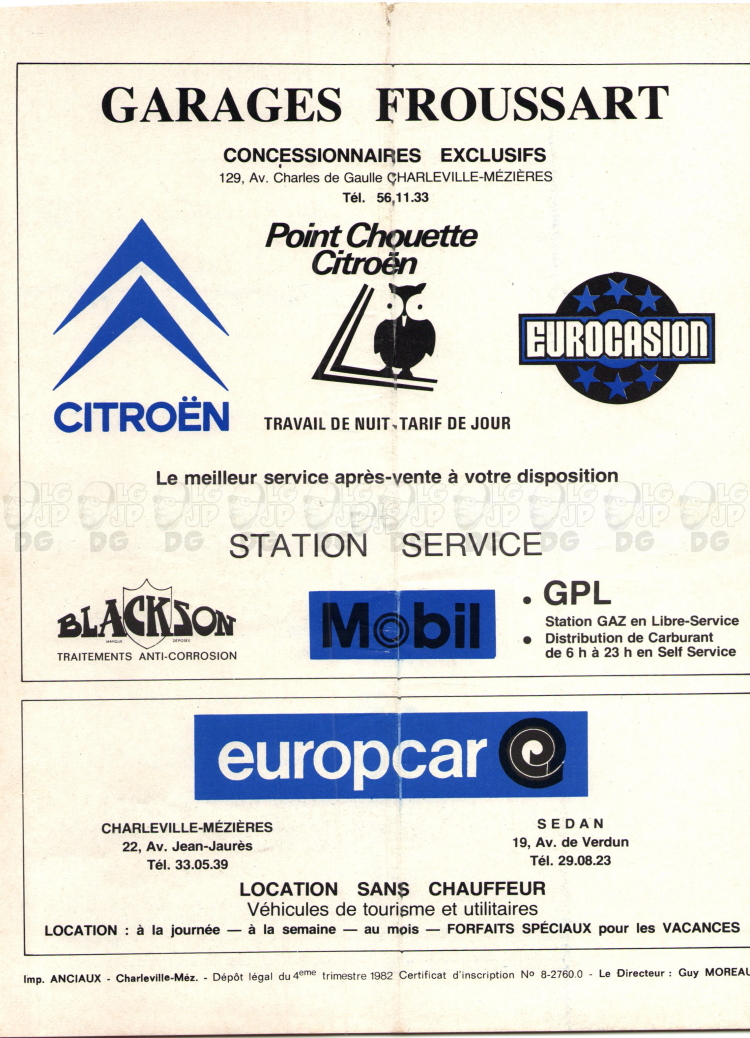 GARAGES FROUSSART
CONCESSIONNAIRES EXCLUSIFS
129, Av. Charles de Gaulle CHARLEVILLE-MÉZIÈRES
Tél. 56.11.33
Point Chouette
Citroën
CITROËN
EUROCASION
TRAVAIL DE NUIT. TARIF DE JOUR
Le meilleur service après-vente à votre disposition
LG JP DG
STATION SERVICE
BLACKSON
MARQUE DÉPOSÉE
TRAITEMENTS ANTI-CORROSION
Mobil
• GPL
Station GAZ en Libre-Service
• Distribution de Carburant
de 6 h à 23 h en Self Service
europcar
CHARLEVILLE-MÉZIÈRES
22, Av. Jean-Jaurès
Tél. 33.05.39
SEDAN
19, Av. de Verdun
Tél. 29.08.23
LOCATION SANS CHAUFFEUR
Véhicules de tourisme et utilitaires
LOCATION : à la journée — à la semaine — au mois — FORFAITS SPÉCIAUX pour les VACANCES
Imp. ANCIAUX - Charleville-Méz. - Dépôt légal du 4eme trimestre 1982 Certificat d'inscription No 8-2760.0 - Le Directeur : Guy MOREAU